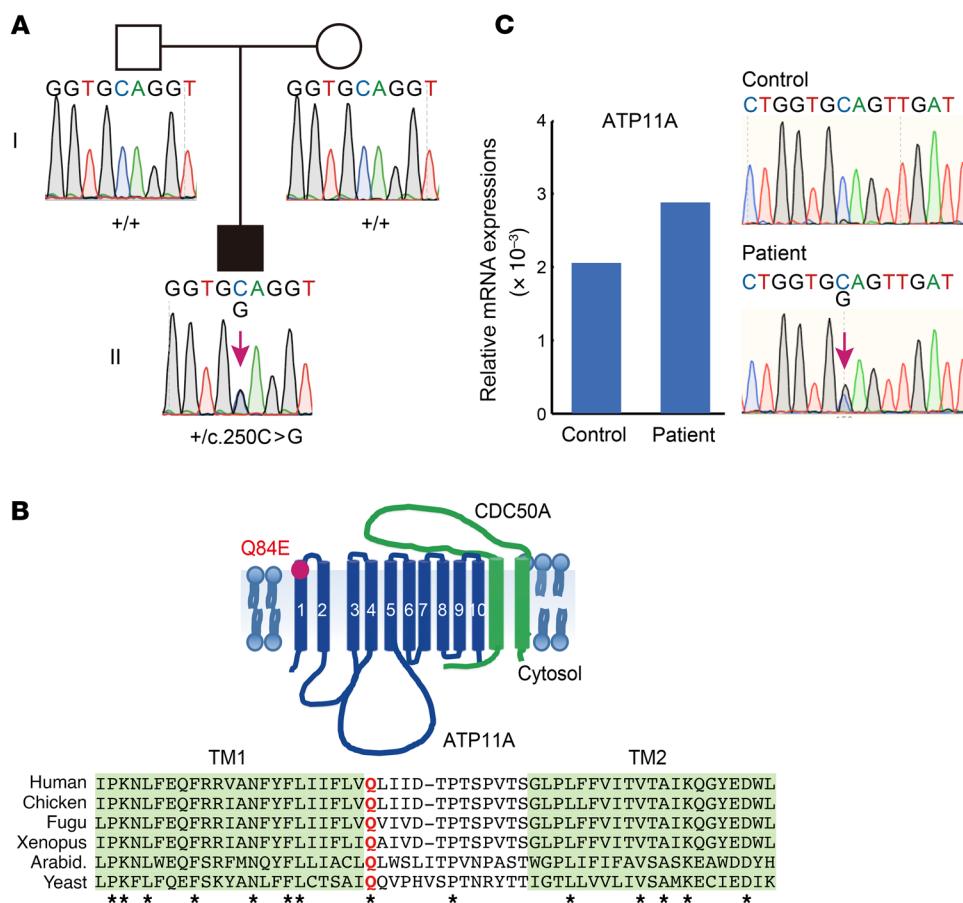 A
GGTGCAGGT
GGTGCAGGT
I
+/+
+/+
GGTGCAGGT
G
II
+/c.250C>G
C
Relative mRNA expressions
(× 10⁻³)
4
3
2
1
0
ATP11A
Control
Patient
Control
CTGGTGCAGTTGAT
Patient
CTGGTGCAGTTGAT
G
B
Q84E
CDC50A
1 2 3 4 5 6 7 8 9 10
Cytosol
ATP11A
TM1
TM2
Human IPKNLFEQFRRVANFYFLIIFLVQLIID-TPTSPVTSGLPLFFVITVTAIKQGYEDWL
Chicken IPKNLFEQFRRIANFYFLIIFLVQLIID-TPTSPVTSGLPLLFVITVTAIKQGYEDWL
Fugu LPKNLFEQFRRIANFYFLIIFLVQVIVD-TPTSPVTSGLPLFFVITVTAIKQGYEDWL
Xenopus IPKNLFEQFRRIANFYFLIIFLIQAIVD-TPTSPVTSGLPLFFVITVTAIKQGYEDWL
Arabid. LPKNLWEQFSRFMNQYFLLIACLQLWSLITPVNPASTWGPLIFIFAVSASKEAWDDYH
Yeast LPKFLFQEFSKYANLFFLCTSAIQQVPHVSPTNRYTTIGTLLVVLIVSAMKECIEDIK
** * * * ** * * * * * * *